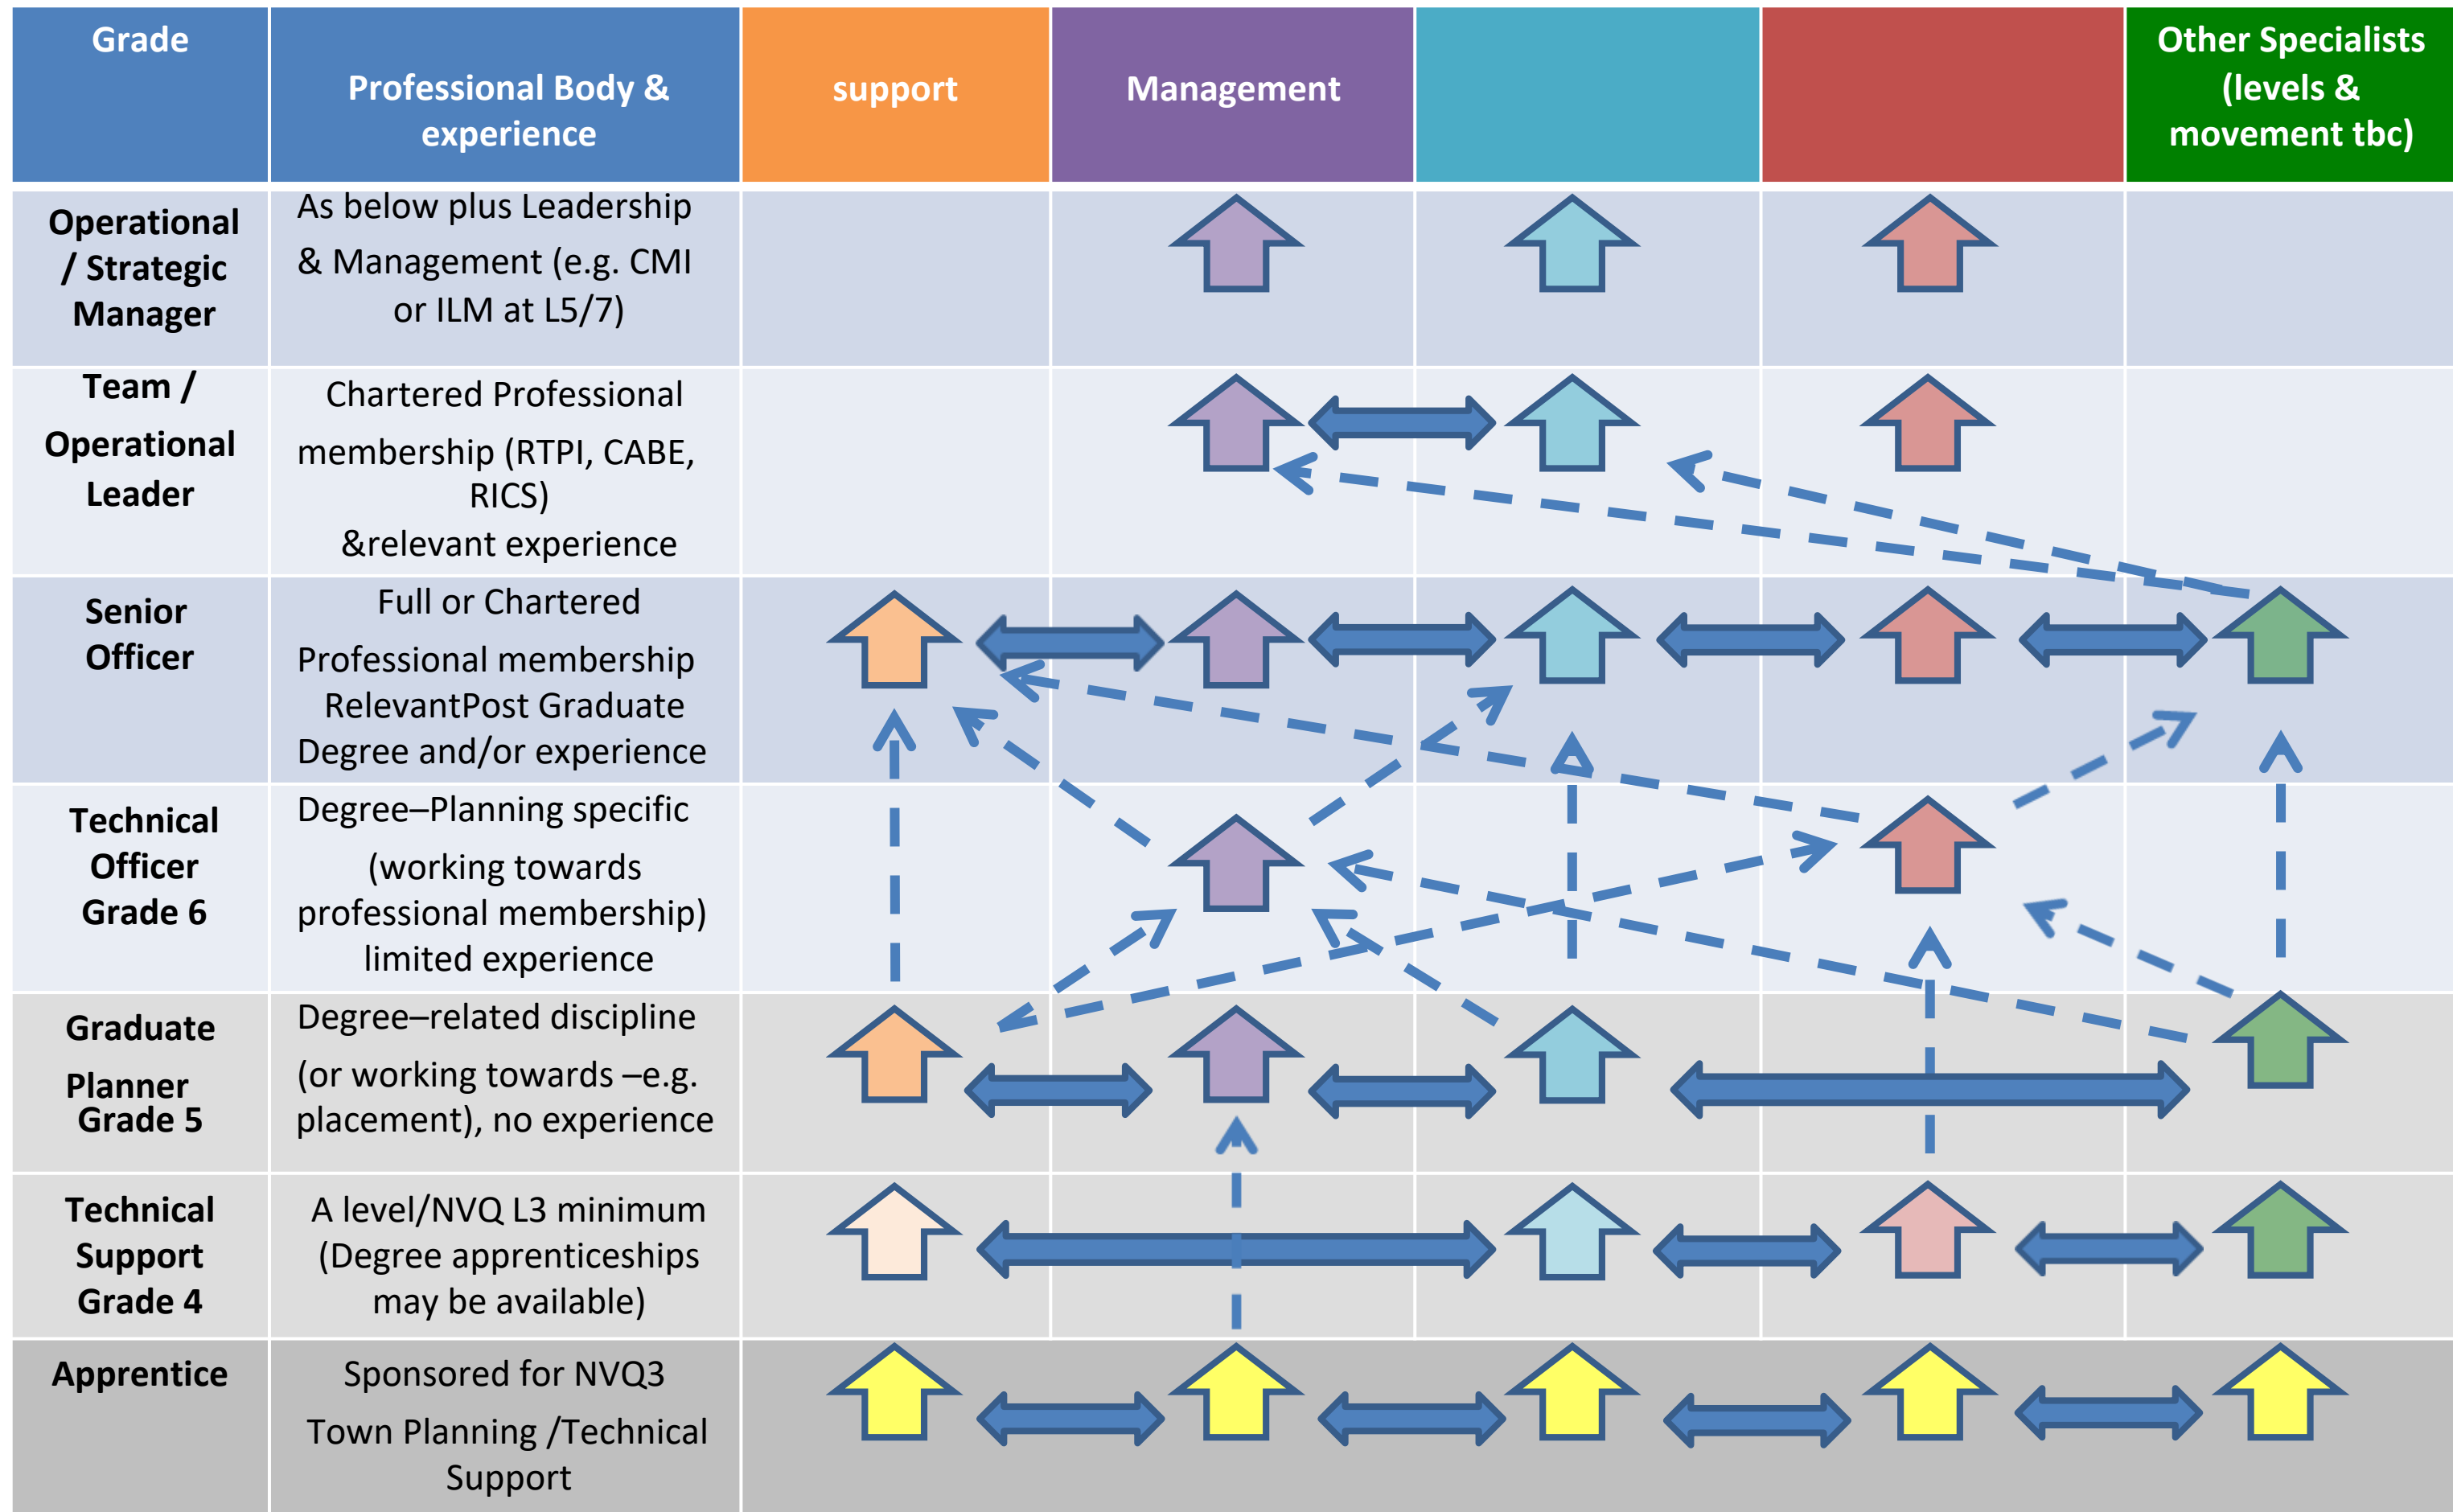 Grade
Professional Body &
experience
support
Management
Other Specialists
(levels &
movement tbc)
Operational
/ Strategic
Manager
As below plus Leadership
& Management (e.g. CMI
or ILM at L5/7)
Team /
Operational
Leader
Chartered Professional
membership (RTPI, CABE,
RICS)
&relevant experience
Senior
Officer
Full or Chartered
Professional membership
RelevantPost Graduate
Degree and/or experience
Technical
Officer
Grade 6
Degree–Planning specific
(working towards
professional membership)
limited experience
Graduate
Planner
Grade 5
Degree–related discipline
(or working towards –e.g.
placement), no experience
Technical
Support
Grade 4
A level/NVQ L3 minimum
(Degree apprenticeships
may be available)
Apprentice
Sponsored for NVQ3
Town Planning /Technical
Support